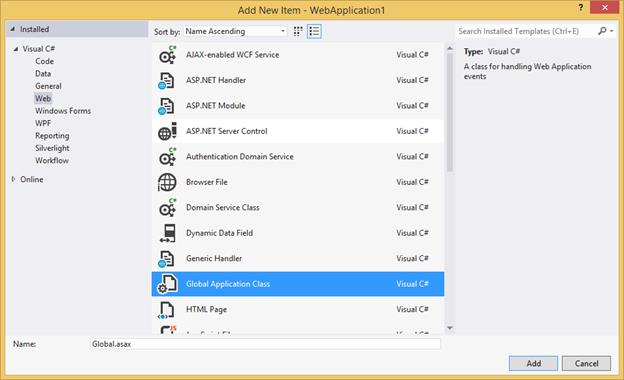 Add New Item - WebApplication1
?
Installed
Sort by: Name Ascending
Search Installed Templates (Ctrl+E)
Visual C#
Code
Data
General
Web
Windows Forms
WPF
Reporting
Silverlight
Workflow
Online
AJAX-enabled WCF Service Visual C#
ASP.NET Handler Visual C#
ASP.NET Module Visual C#
ASP.NET Server Control Visual C#
Authentication Domain Service Visual C#
Browser File Visual C#
Domain Service Class Visual C#
Dynamic Data Field Visual C#
Generic Handler Visual C#
Global Application Class Visual C#
HTML Page Visual C#
Type: Visual C#
A class for handling Web Application
events
Name: Global.asax
Add Cancel